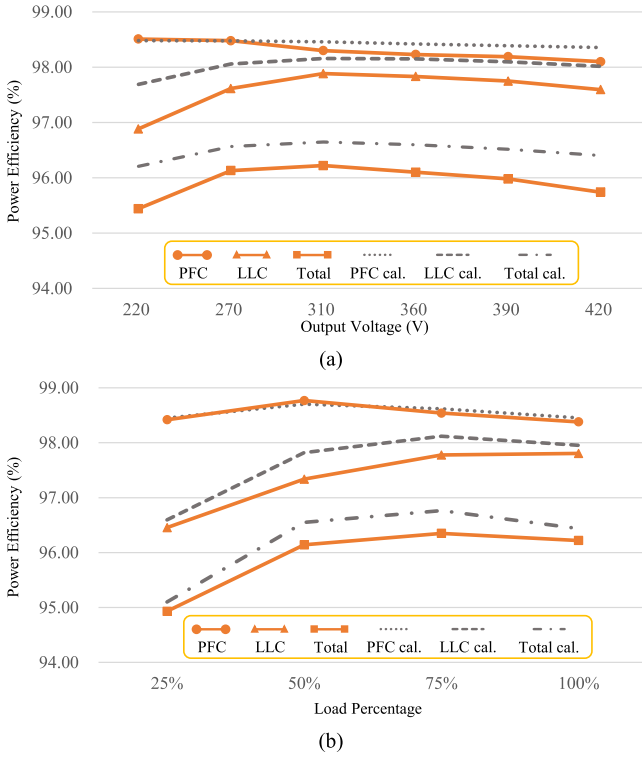 99.00
98.00
97.00
96.00
95.00
94.00
Power Efficiency (%)
PFC LLC Total PFC cal. LLC cal. Total cal.
220 270 310 360 390 420
Output Voltage (V)
(a)
99.00
98.00
97.00
96.00
95.00
94.00
Power Efficiency (%)
PFC LLC Total PFC cal. LLC cal. Total cal.
25% 50% 75% 100%
Load Percentage
(b)